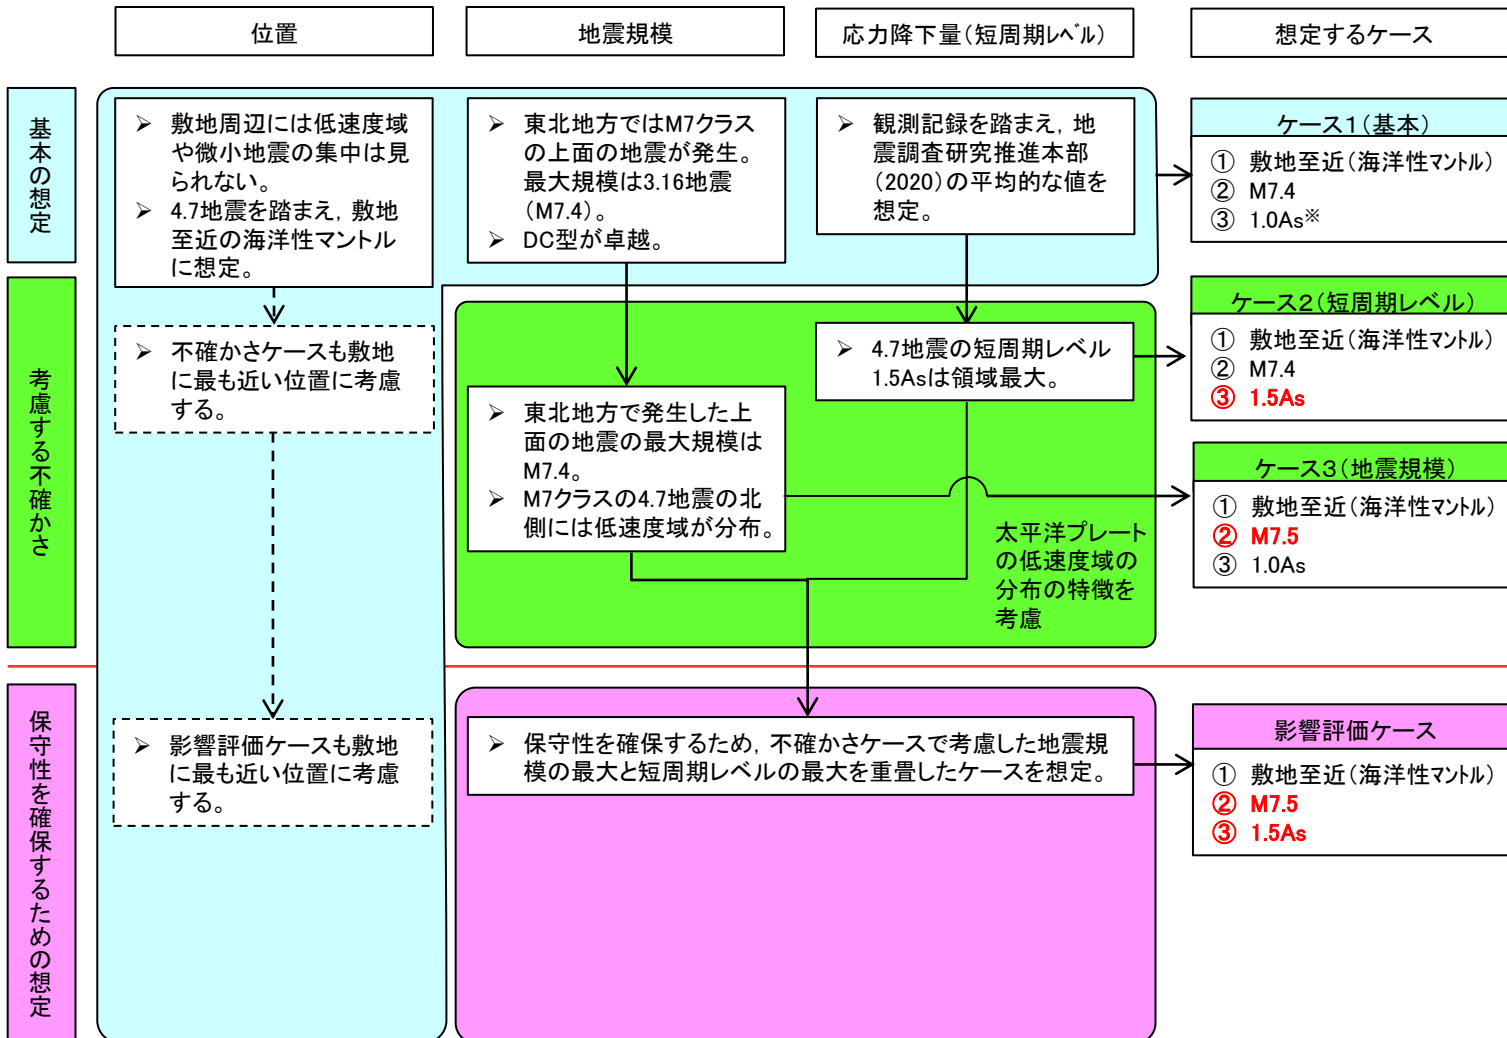 位置
地震規模
応力降下量（短周期ﾚﾍﾞﾙ）
想定するケース
基本の想定
➢ 敷地周辺には低速度域
や微小地震の集中は見
られない。
➢ 4.7地震を踏まえ，敷地
至近の海洋性マントル
に想定。
➢ 東北地方ではM7クラス
の上面の地震が発生。
最大規模は3.16地震
（M7.4）。
➢ DC型が卓越。
➢ 観測記録を踏まえ，地
震調査研究推進本部
（2020）の平均的な値を
想定。
ケース1（基本）
① 敷地至近（海洋性ﾏﾝﾄﾙ）
② M7.4
③ 1.0As※
考慮する不確かさ
➢ 不確かさケースも敷地
に最も近い位置に考慮
する。
➢ 東北地方で発生した上
面の地震の最大規模は
M7.4。
➢ M7クラスの4.7地震の北
側には低速度域が分布。
➢ 4.7地震の短周期レベル
1.5Asは領域最大。
太平洋プレート
の低速度域の
分布の特徴を
考慮
ケース2（短周期レベル）
① 敷地至近（海洋性ﾏﾝﾄﾙ）
② M7.4
③ 1.5As
ケース3（地震規模）
① 敷地至近（海洋性ﾏﾝﾄﾙ）
② M7.5
③ 1.0As
保守性を確保するための想定
➢ 影響評価ケースも敷地
に最も近い位置に考慮
する。
➢ 保守性を確保するため，不確かさケースで考慮した地震規
模の最大と短周期レベルの最大を重畳したケースを想定。
影響評価ケース
① 敷地至近（海洋性ﾏﾝﾄﾙ）
② M7.5
③ 1.5As